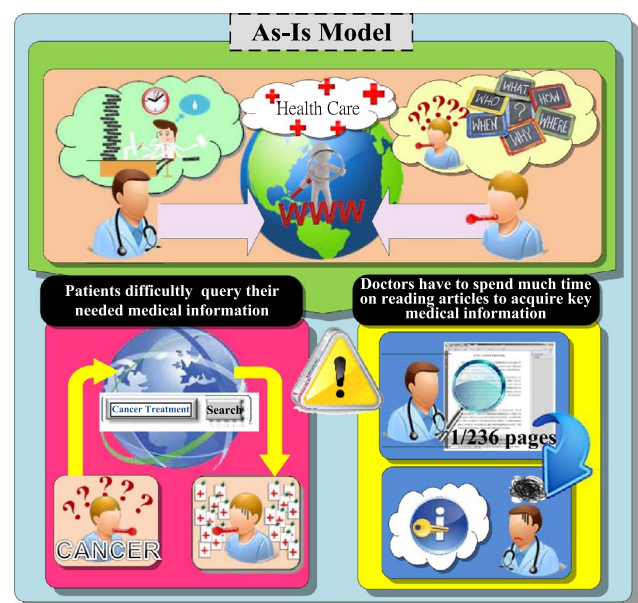 As-Is Model
Health Care
WHAT
WHO
HOW
?
WHEN
WHERE
WHY
??????
WWW
Patients difficultly query their
needed medical information
Doctors have to spend much time
on reading articles to acquire key
medical information
!
Cancer Treatment
Search
1/236 pages
??????
CANCER
i